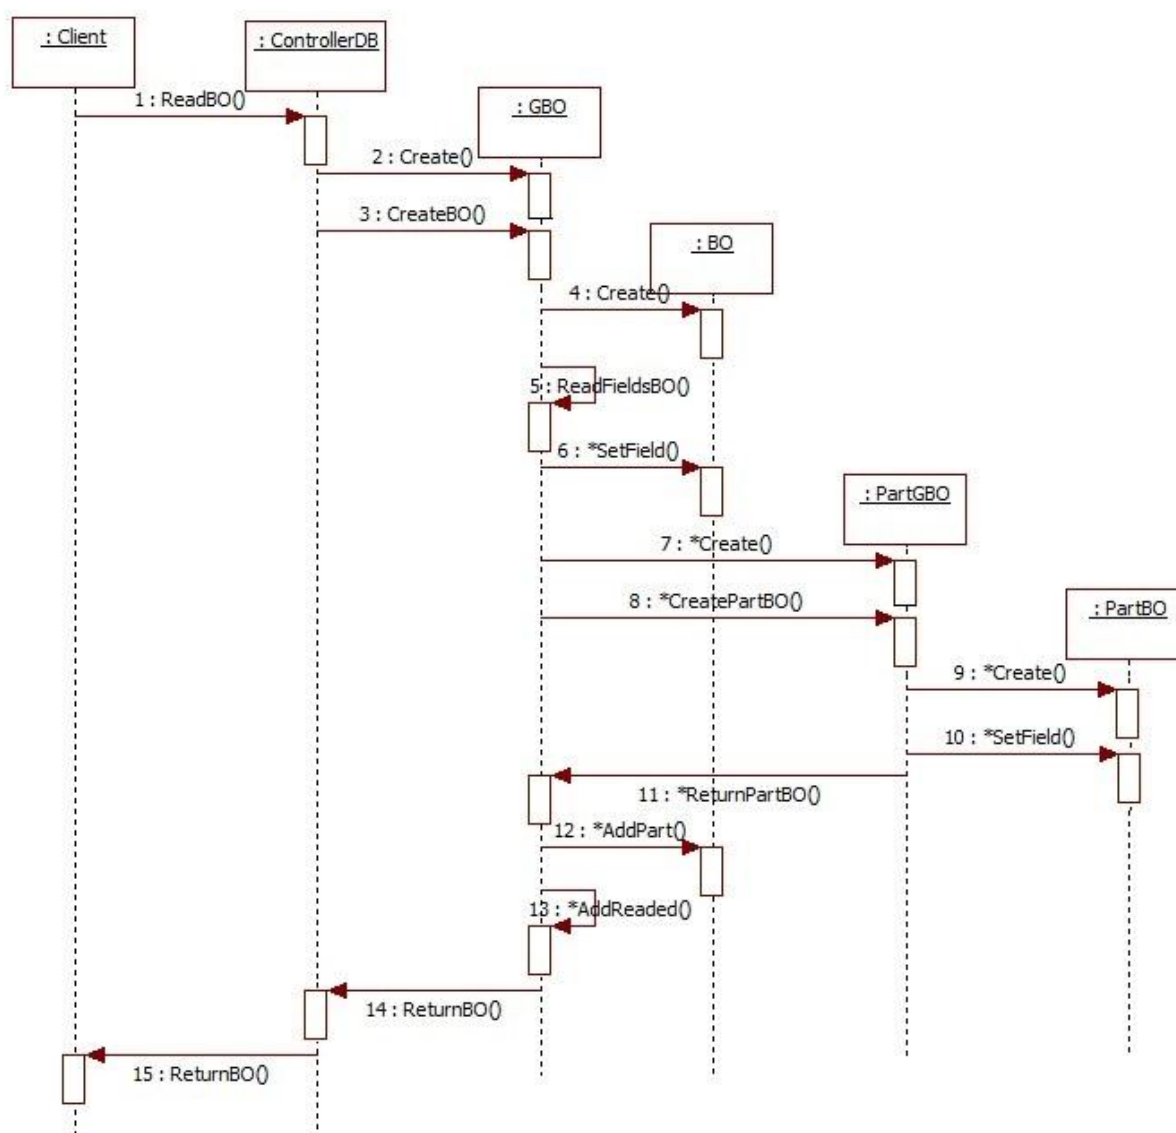 : Client
: ControllerDB
1 : ReadBO()
: GBO
2 : Create()
3 : CreateBO()
: BO
4 : Create()
5 : ReadFieldsBO()
6 : *SetField()
: PartGBO
7 : *Create()
8 : *CreatePartBO()
: PartBO
9 : *Create()
10 : *SetField()
11 : *ReturnPartBO()
12 : *AddPart()
13 : *AddReaded()
14 : ReturnBO()
15 : ReturnBO()